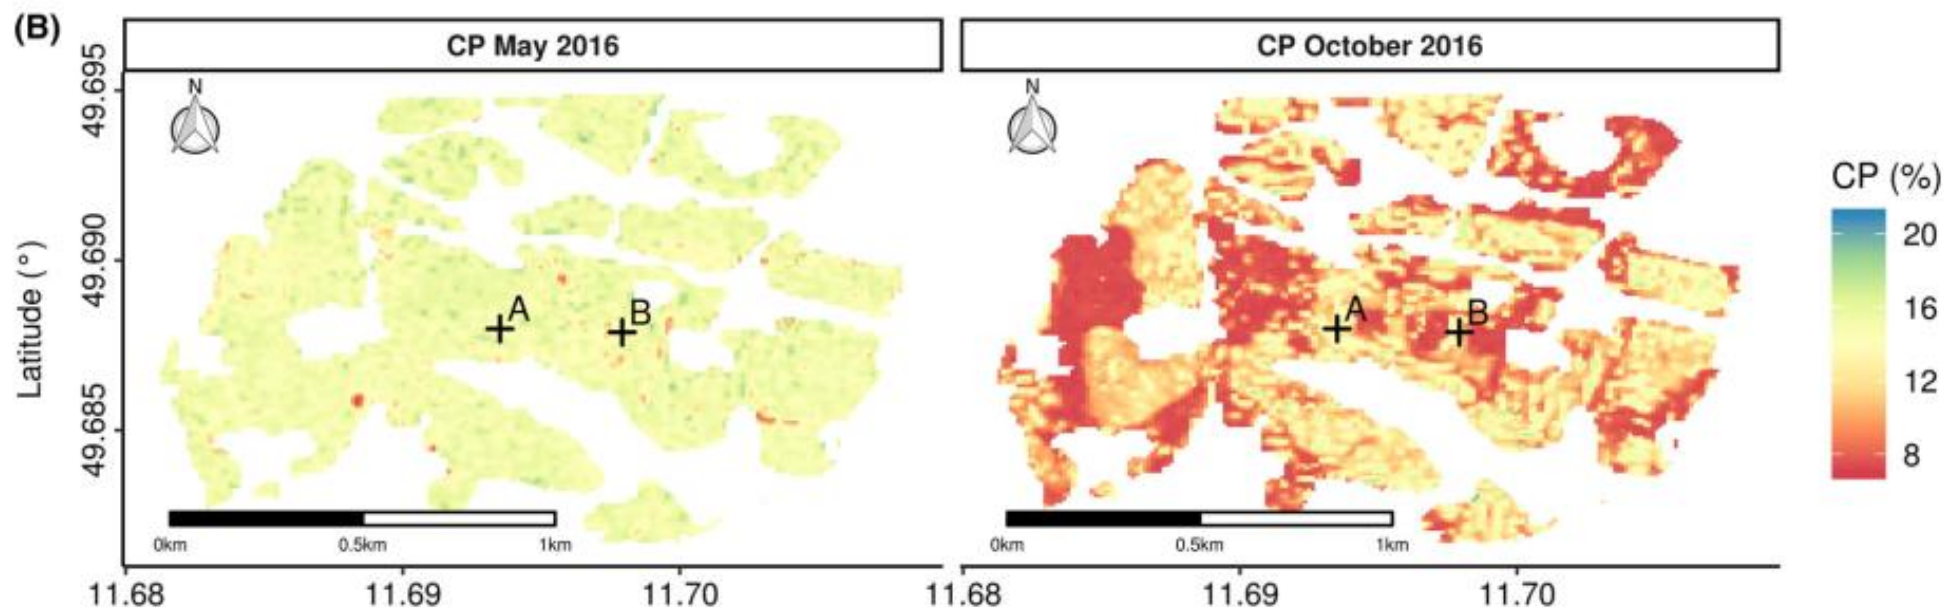 (B)
CP May 2016
CP October 2016
N
N
CP (%)
20
16
12
8
Latitude (°)
49.695
49.690
49.685
A
B
A
B
0km
0.5km
1km
0km
0.5km
1km
11.68
11.69
11.70
11.68
11.69
11.70